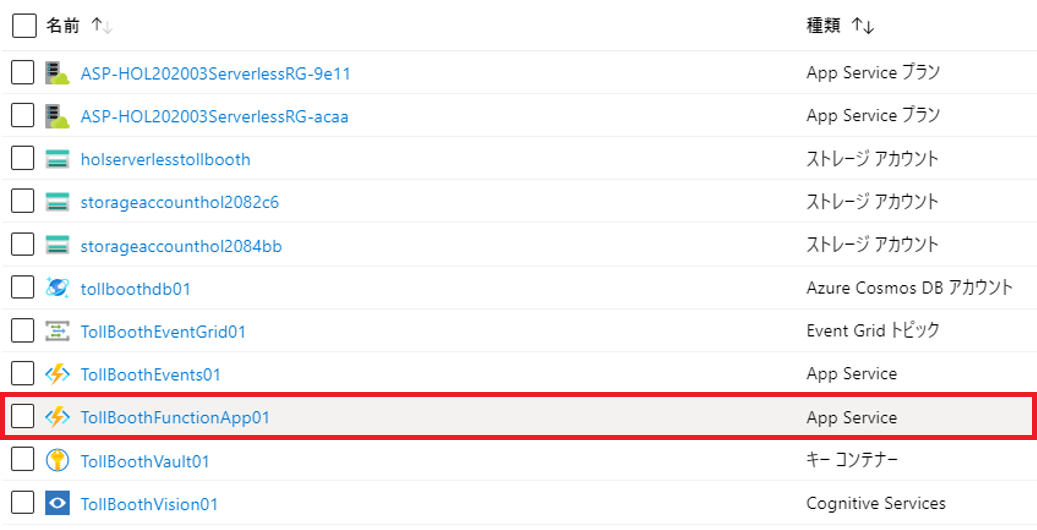 名前 ↑↓ 種類 ↑↓
ASP-HOL202003ServerlessRG-9e11 App Service プラン
ASP-HOL202003ServerlessRG-acaa App Service プラン
holserverlesstollbooth ストレージ アカウント
storageaccounthol2082c6 ストレージ アカウント
storageaccounthol2084bb ストレージ アカウント
tollboothdb01 Azure Cosmos DB アカウント
TollBoothEventGrid01 Event Grid トピック
TollBoothEvents01 App Service
TollBoothFunctionApp01 App Service
TollBoothVault01 キー コンテナー
TollBoothVision01 Cognitive Services